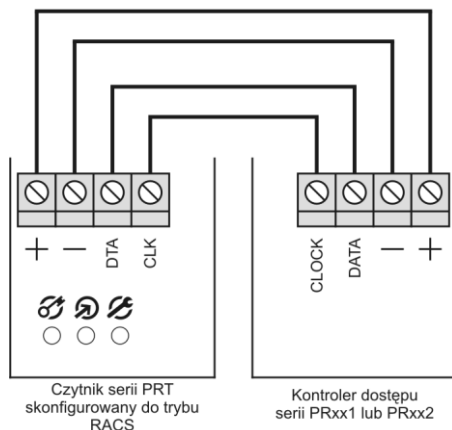 + — DTA CLK
CLOCK DATA — +
Czytnik serii PRT
skonfigurowany do trybu
RACS
Kontroler dostępu
serii PRxx1 lub PRxx2